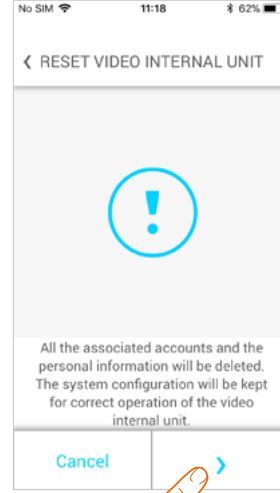 No SIM 11:18 62%
RESET VIDEO INTERNAL UNIT
All the associated accounts and the
personal information will be deleted.
The system configuration will be kept
for correct operation of the video
internal unit.
Cancel